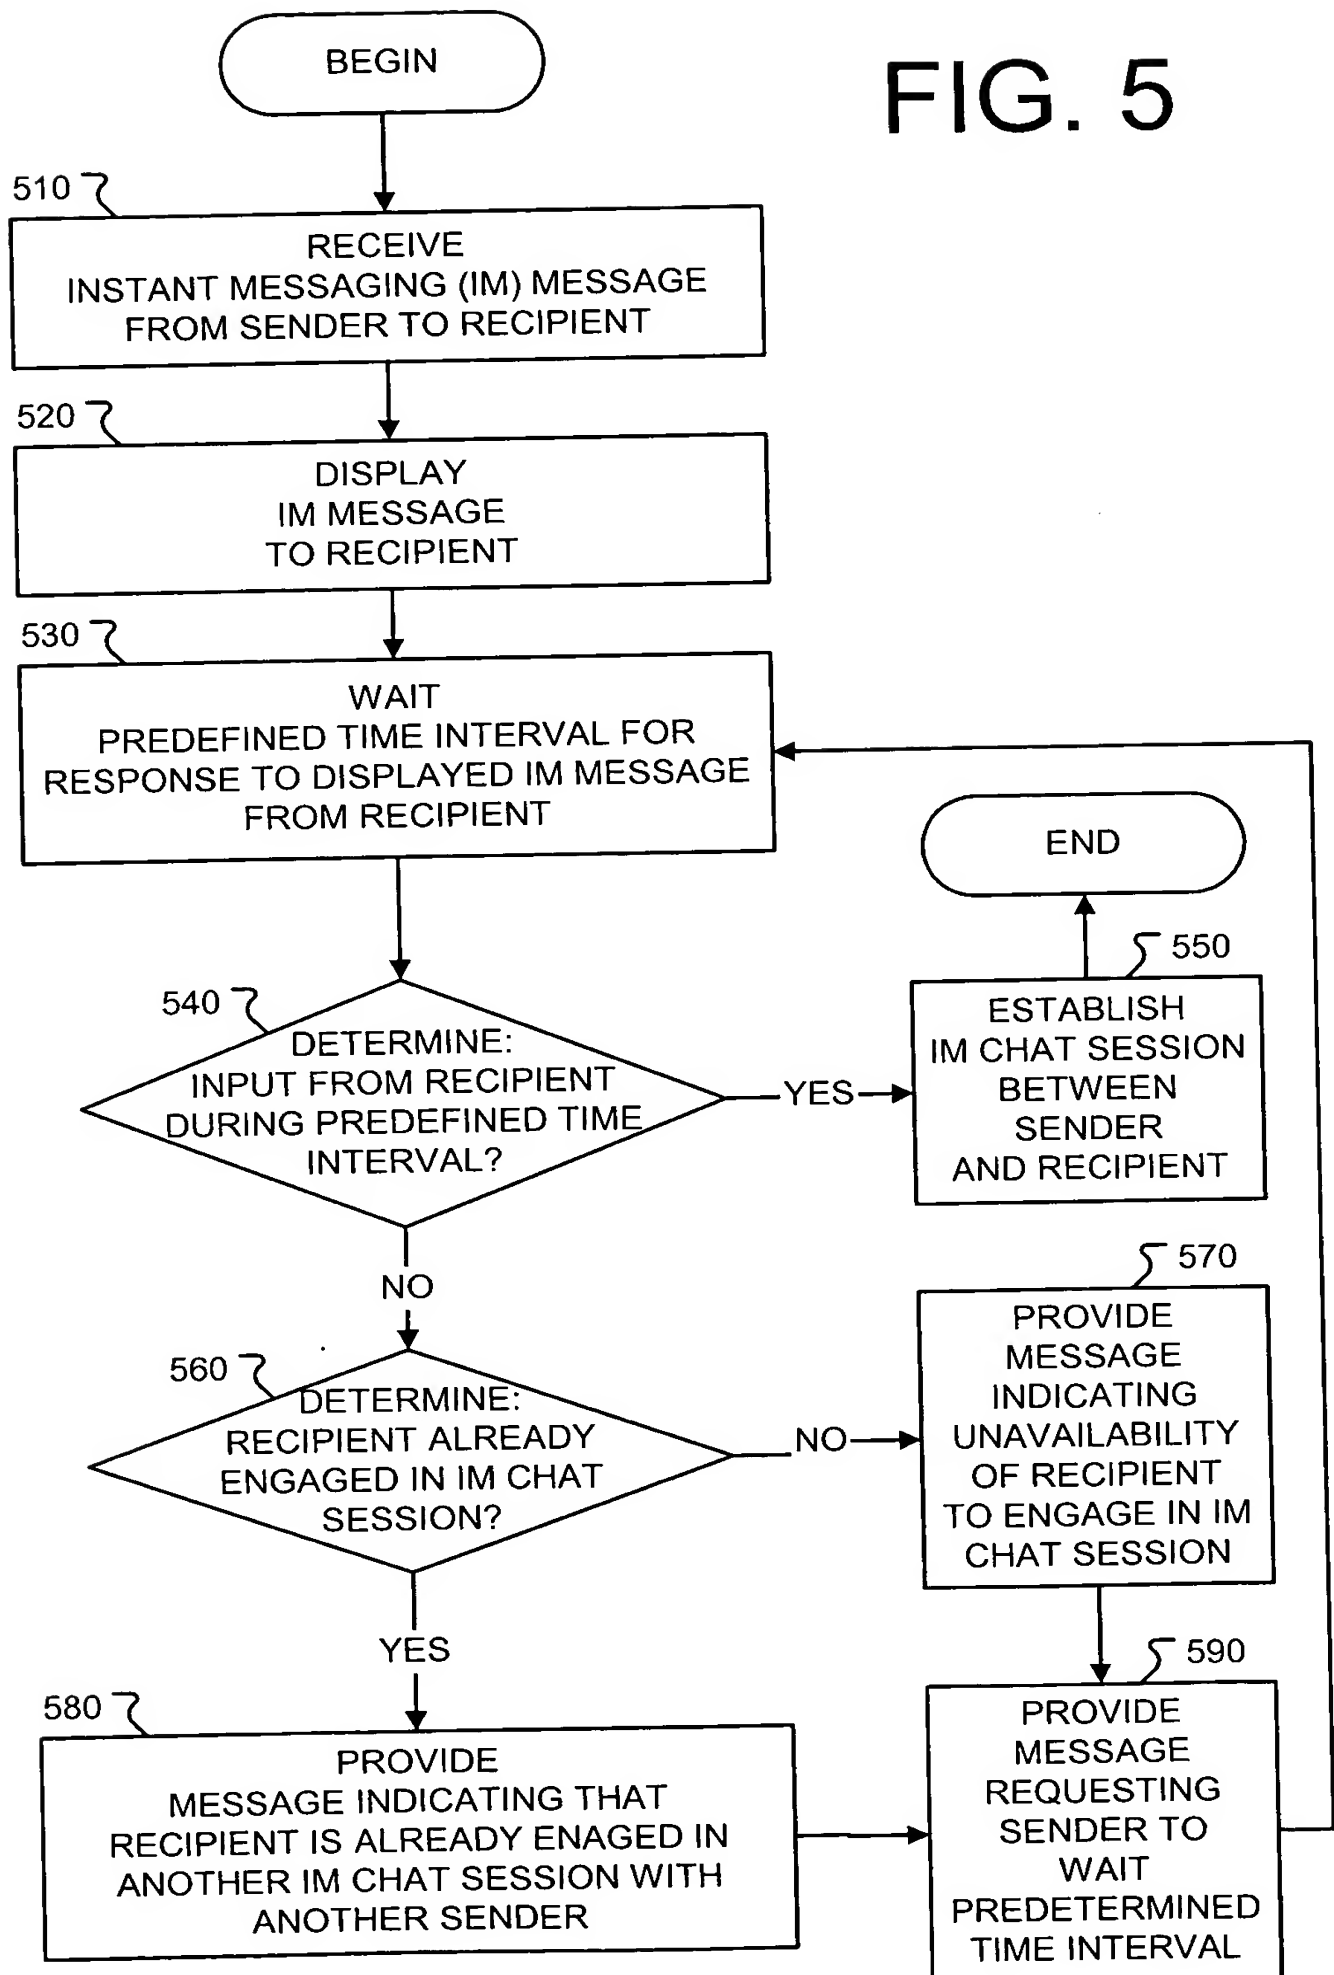 BEGIN
FIG. 5
510
RECEIVE
INSTANT MESSAGING (IM) MESSAGE
FROM SENDER TO RECIPIENT
520
DISPLAY
IM MESSAGE
TO RECIPIENT
530
WAIT
PREDEFINED TIME INTERVAL FOR
RESPONSE TO DISPLAYED IM MESSAGE
FROM RECIPIENT
END
540
DETERMINE:
INPUT FROM RECIPIENT
DURING PREDEFINED TIME
INTERVAL?
YES
550
ESTABLISH
IM CHAT SESSION
BETWEEN
SENDER
AND RECIPIENT
NO
560
DETERMINE:
RECIPIENT ALREADY
ENGAGED IN IM CHAT
SESSION?
NO
570
PROVIDE
MESSAGE
INDICATING
UNAVAILABILITY
OF RECIPIENT
TO ENGAGE IN IM
CHAT SESSION
YES
580
PROVIDE
MESSAGE INDICATING THAT
RECIPIENT IS ALREADY ENAGED IN
ANOTHER IM CHAT SESSION WITH
ANOTHER SENDER
590
PROVIDE
MESSAGE
REQUESTING
SENDER TO
WAIT
PREDETERMINED
TIME INTERVAL